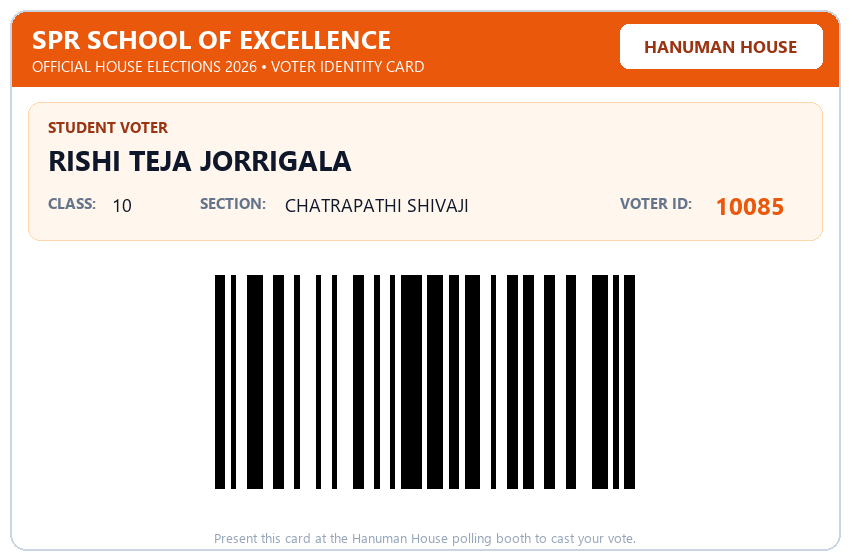 SPR SCHOOL OF EXCELLENCE
OFFICIAL HOUSE ELECTIONS 2026 • VOTER IDENTITY CARD
HANUMAN HOUSE
STUDENT VOTER
RISHI TEJA JORRIGALA
CLASS: 10 SECTION: CHATRAPATHI SHIVAJI VOTER ID: 10085
Present this card at the Hanuman House polling booth to cast your vote.